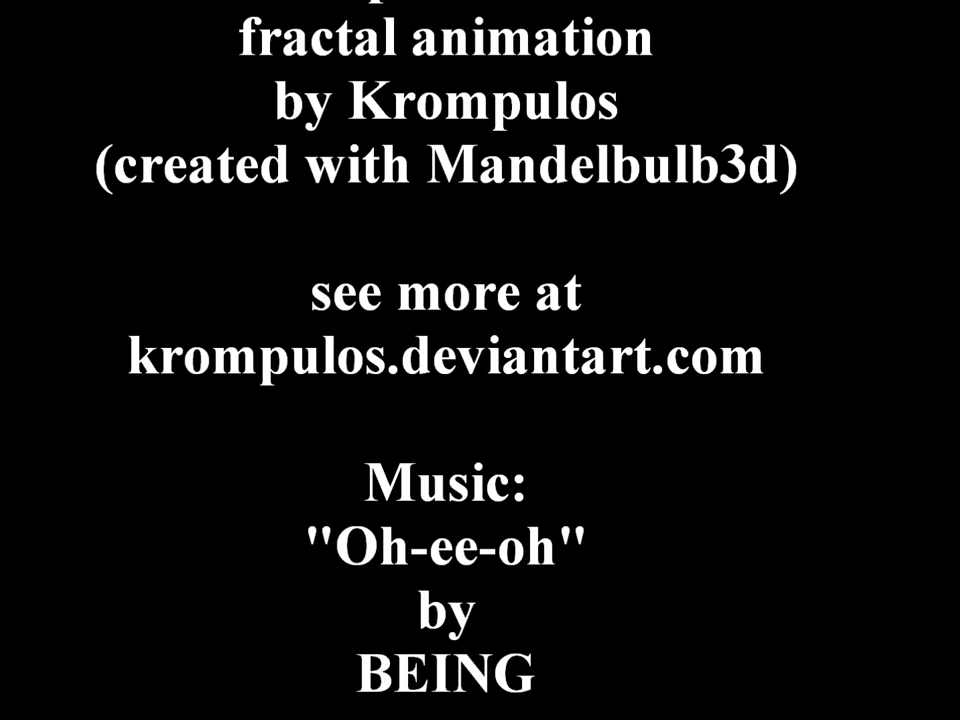 fractal animation
by Krompulos
(created with Mandelbulb3d)
see more at
krompulos.deviantart.com
Music:
"Oh-ee-oh"
by
BEING